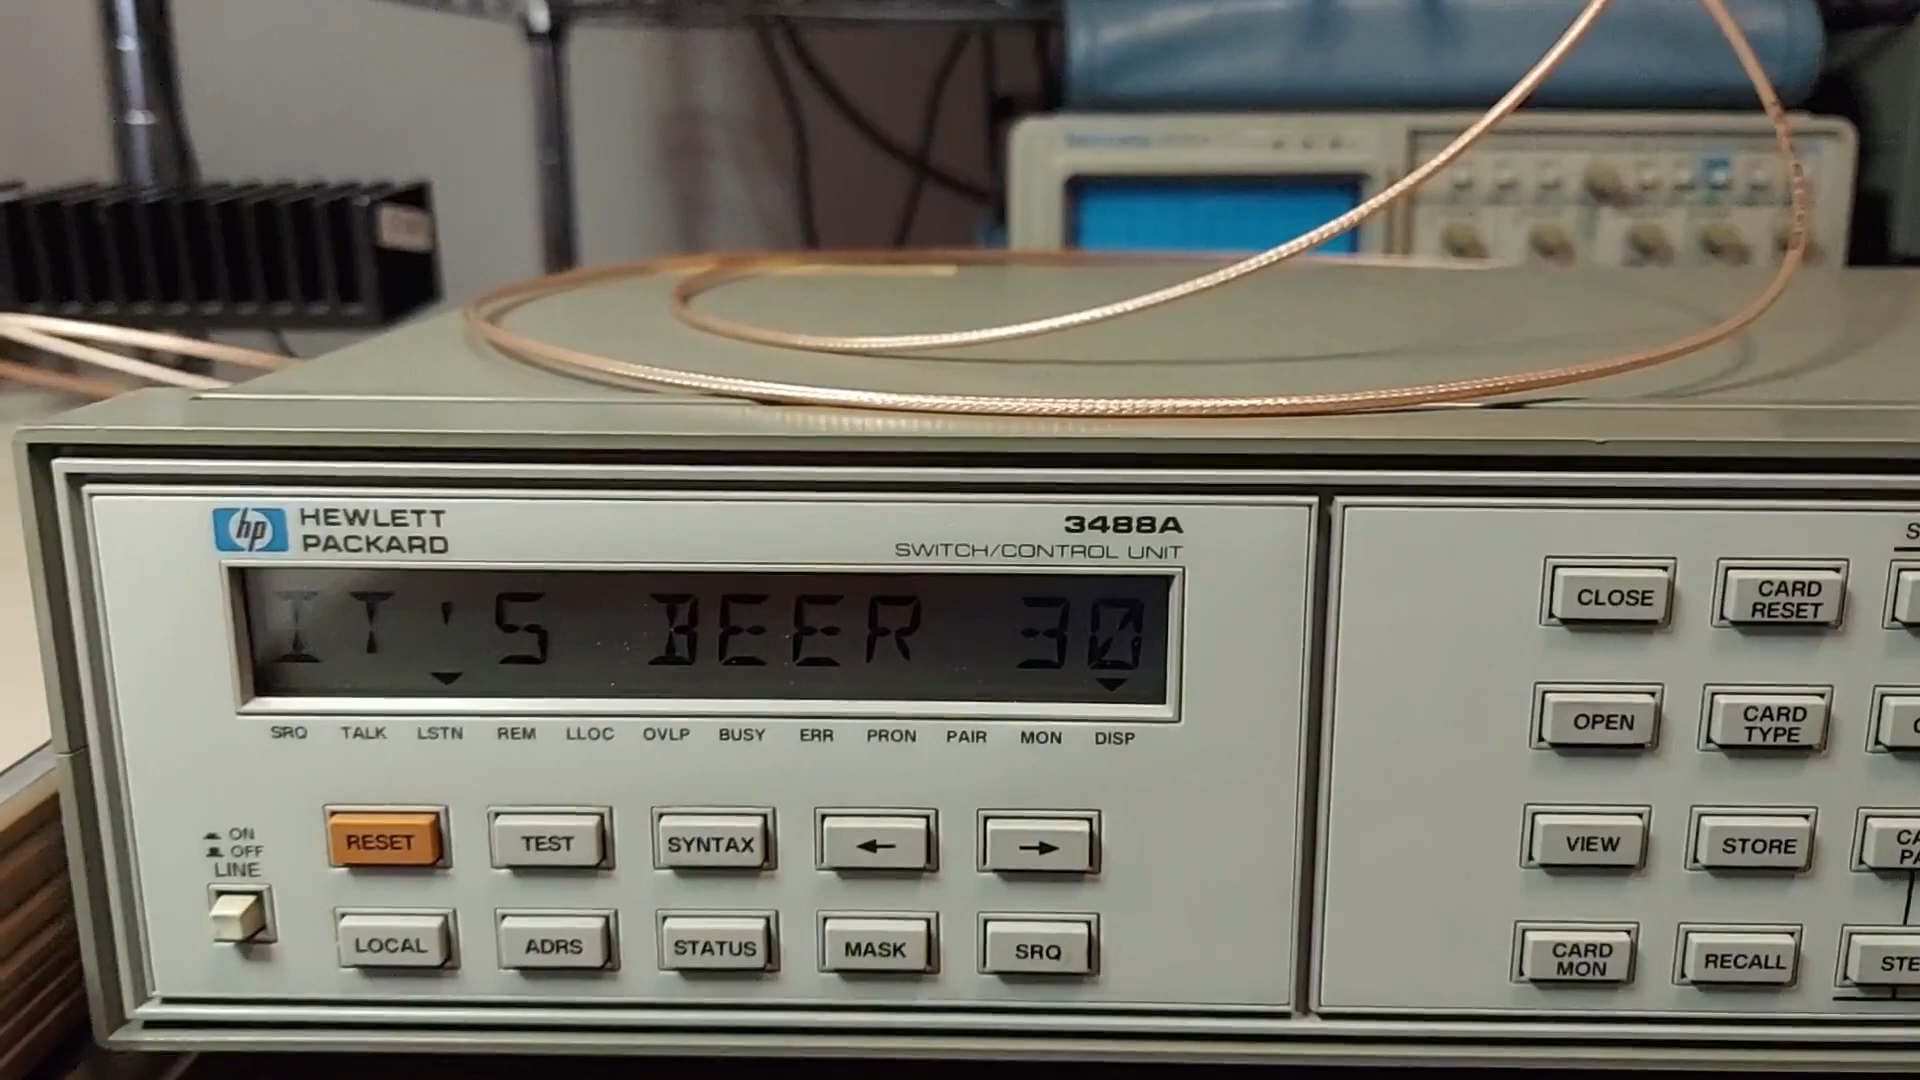 hp HEWLETT
PACKARD
3488A
SWITCH/CONTROL UNIT
IT'S BEER 30
SRQ TALK LSTN REM LLOC OVLP BUSY ERR PRON PAIR MON DISP
ON
OFF
LINE
RESET TEST SYNTAX ← →
LOCAL ADRS STATUS MASK SRQ
CLOSE CARD RESET
OPEN CARD TYPE
VIEW STORE
CARD MON RECALL